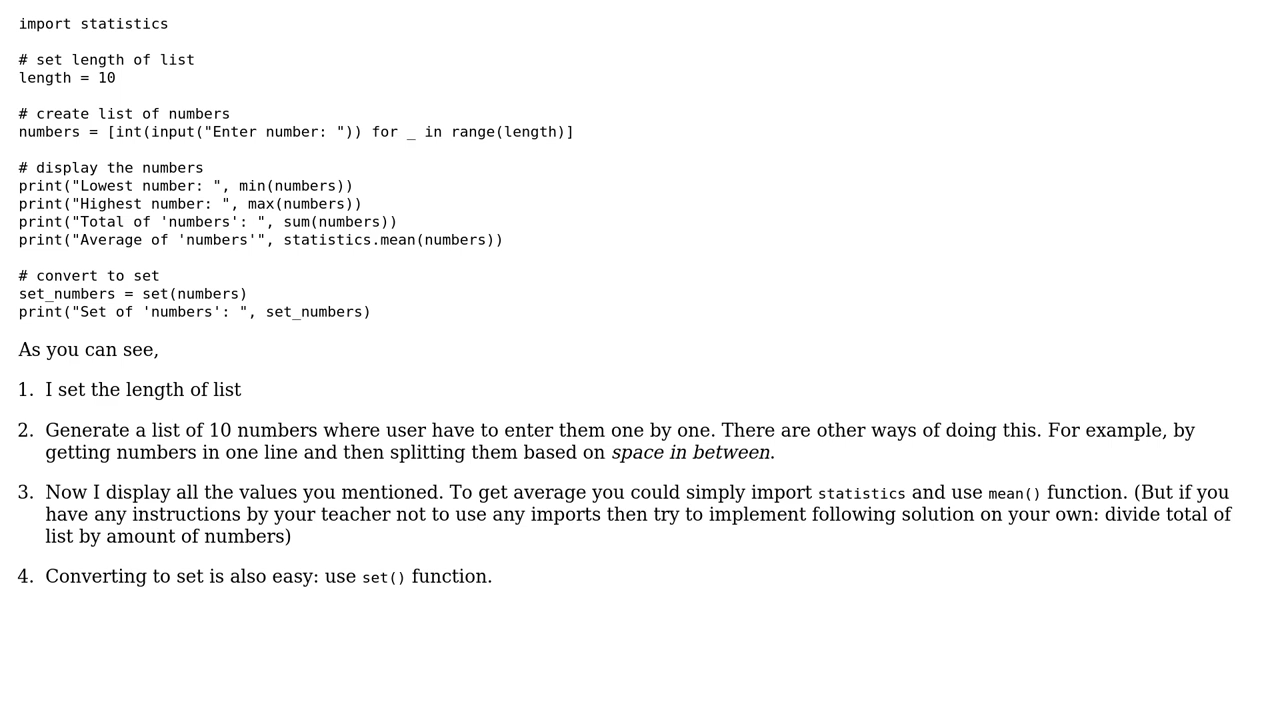 import statistics
# set length of list
length = 10
# create list of numbers
numbers = [int(input("Enter number: ")) for _ in range(length)]
# display the numbers
print("Lowest number: ", min(numbers))
print("Highest number: ", max(numbers))
print("Total of 'numbers': ", sum(numbers))
print("Average of 'numbers'", statistics.mean(numbers))
# convert to set
set_numbers = set(numbers)
print("Set of 'numbers': ", set_numbers)
As you can see,
1. I set the length of list
2. Generate a list of 10 numbers where user have to enter them one by one. There are other ways of doing this. For example, by
getting numbers in one line and then splitting them based on space in between.
3. Now I display all the values you mentioned. To get average you could simply import statistics and use mean() function. (But if you
have any instructions by your teacher not to use any imports then try to implement following solution on your own: divide total of
list by amount of numbers)
4. Converting to set is also easy: use set() function.